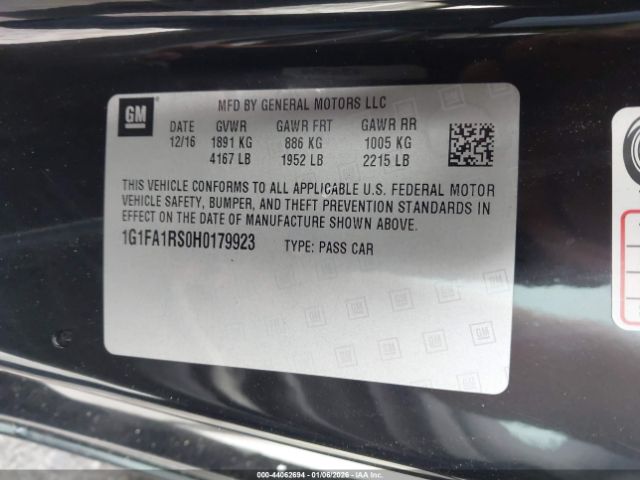 GM
MFD BY GENERAL MOTORS LLC
DATE GVWR GAWR FRT GAWR RR
12/16 1891 KG 886 KG 1005 KG
4167 LB 1952 LB 2215 LB
THIS VEHICLE CONFORMS TO ALL APPLICABLE U.S. FEDERAL MOTOR
VEHICLE SAFETY, BUMPER, AND THEFT PREVENTION STANDARDS IN
EFFECT ON THE DATE OF MANUFACTURE SHOWN ABOVE.
1G1FA1RS0H0179923 TYPE: PASS CAR
000-44062694 - 01/06/2026 - IAA Inc.